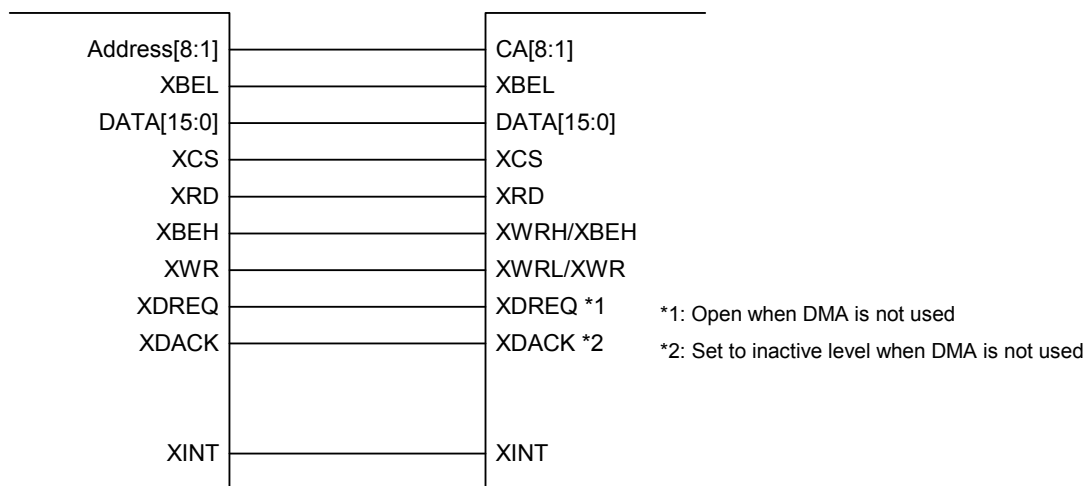 Address[8:1] CA[8:1]
XBEL XBEL
DATA[15:0] DATA[15:0]
XCS XCS
XRD XRD
XBEH XWRH/XBEH
XWR XWRL/XWR
XDREQ XDREQ *1 *1: Open when DMA is not used
XDACK XDACK *2 *2: Set to inactive level when DMA is not used
XINT XINT